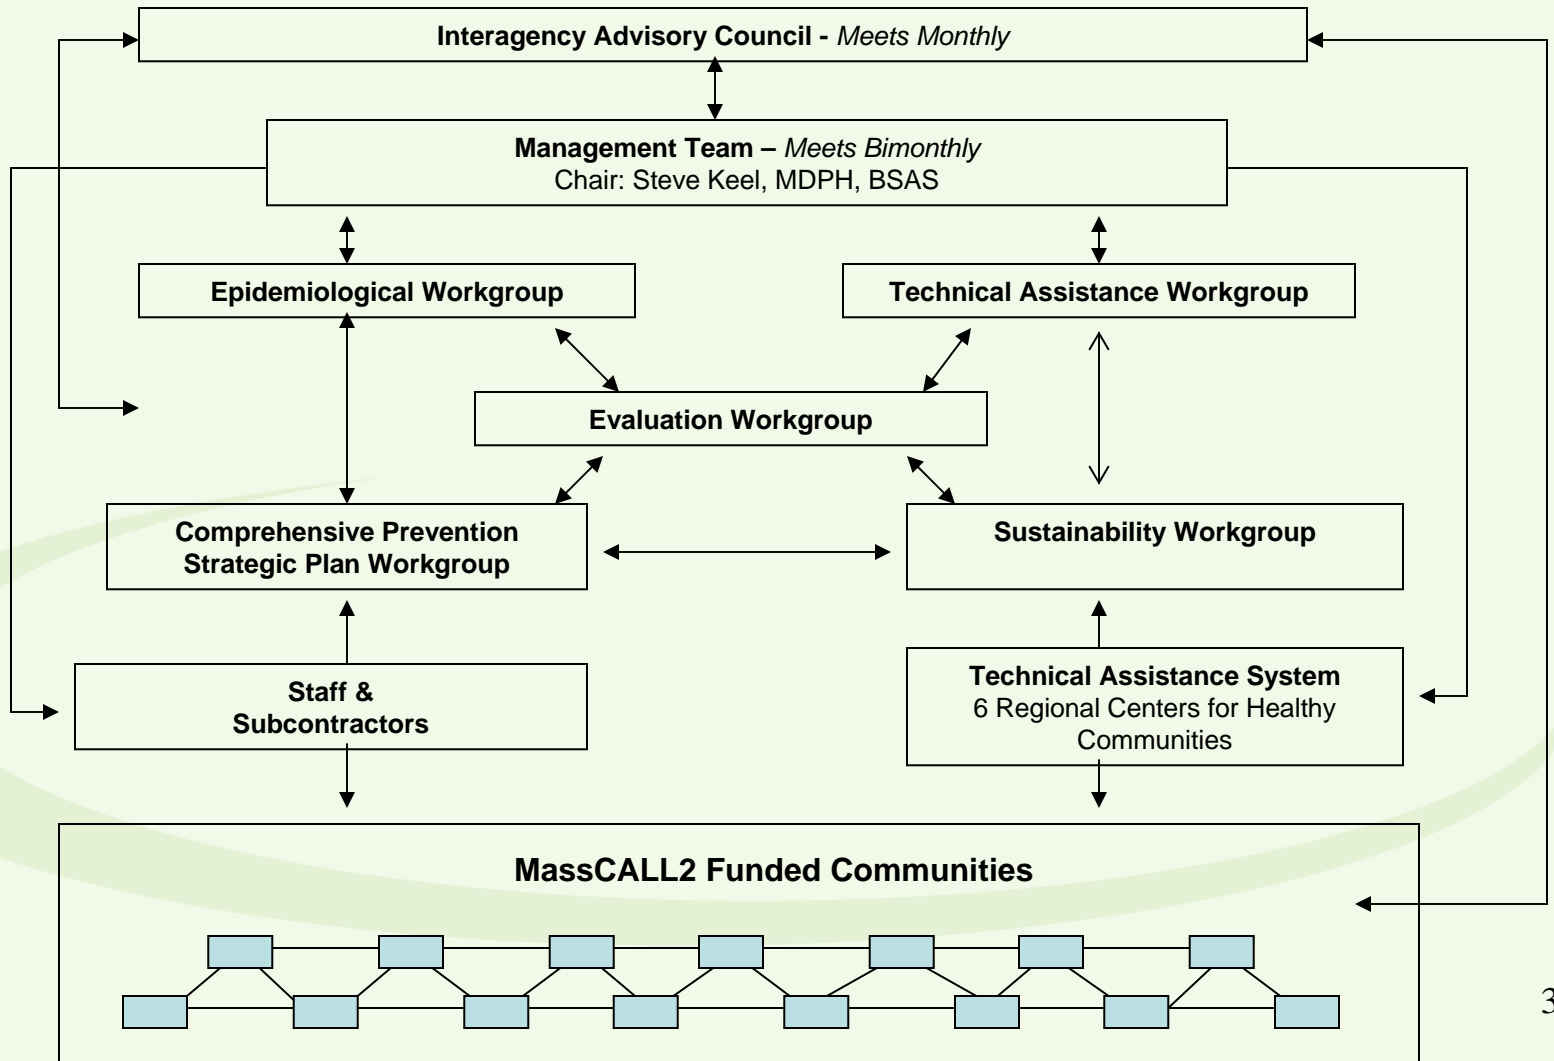 Interagency Advisory Council - Meets Monthly
Management Team – Meets Bimonthly
Chair: Steve Keel, MDPH, BSAS
Epidemiological Workgroup
Technical Assistance Workgroup
Evaluation Workgroup
Comprehensive Prevention
Strategic Plan Workgroup
Sustainability Workgroup
Staff &
Subcontractors
Technical Assistance System
6 Regional Centers for Healthy
Communities
MassCALL2 Funded Communities
3